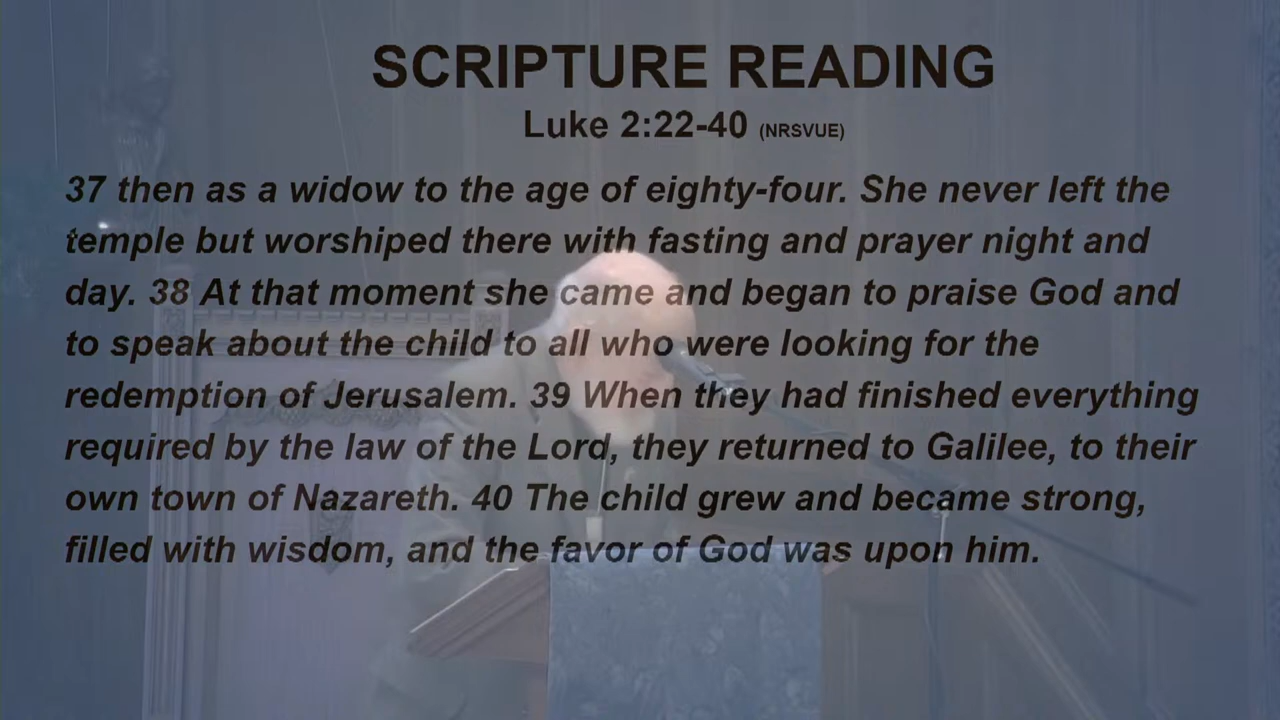 SCRIPTURE READING
Luke 2:22-40 (NRSVUE)
37 then as a widow to the age of eighty-four. She never left the
temple but worshiped there with fasting and prayer night and
day. 38 At that moment she came and began to praise God and
to speak about the child to all who were looking for the
redemption of Jerusalem. 39 When they had finished everything
required by the law of the Lord, they returned to Galilee, to their
own town of Nazareth. 40 The child grew and became strong,
filled with wisdom, and the favor of God was upon him.